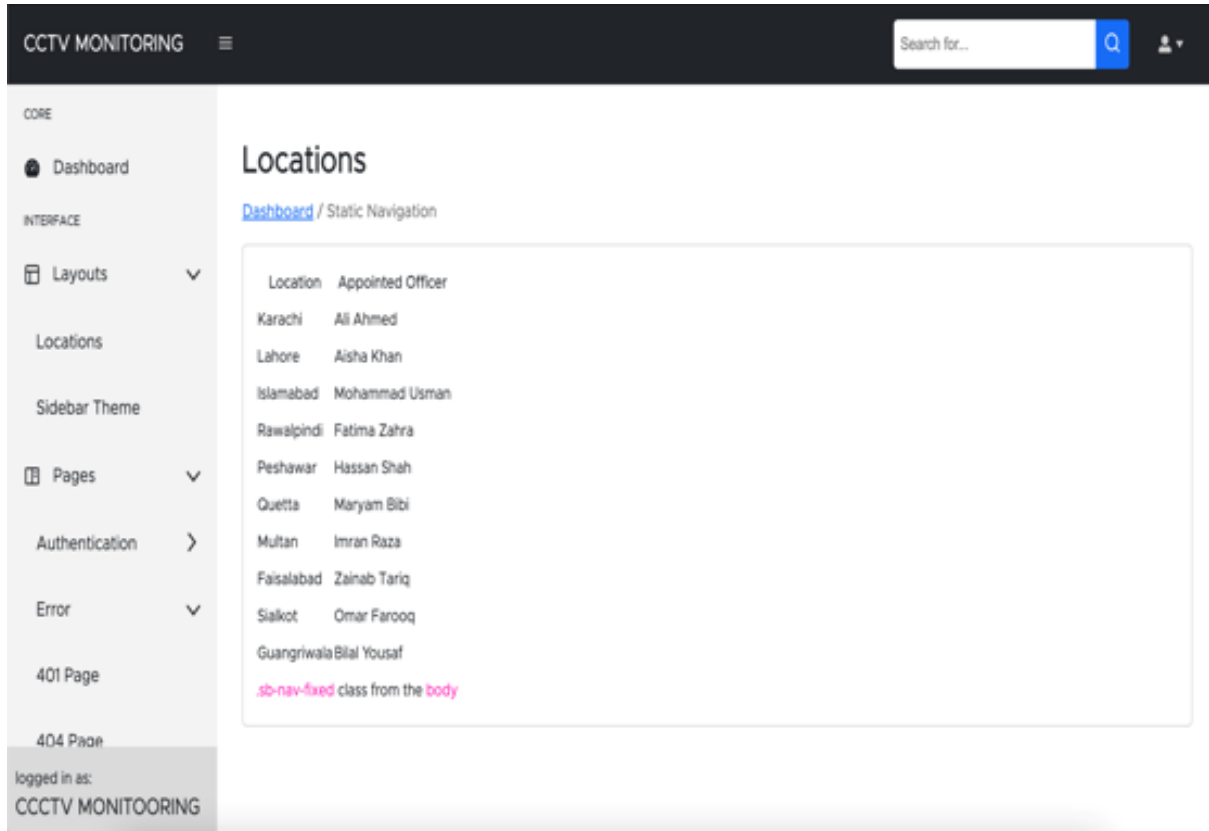 CCTV MONITORING
Search for...
CORE
Dashboard
INTERFACE
Layouts
Locations
Sidebar Theme
Pages
Authentication
Error
401 Page
404 Page
logged in as:
CCCTV MONITOORING
Locations
Dashboard / Static Navigation
Location Appointed Officer
Karachi Ali Ahmed
Lahore Aisha Khan
Islamabad Mohammad Usman
Rawalpindi Fatima Zahra
Peshawar Hassan Shah
Quetta Maryam Bibi
Multan Imran Raza
Faisalabad Zainab Tariq
Sialkot Omar Farooq
Guangriwala Bilal Yousaf
.sb-nav-fixed class from the body